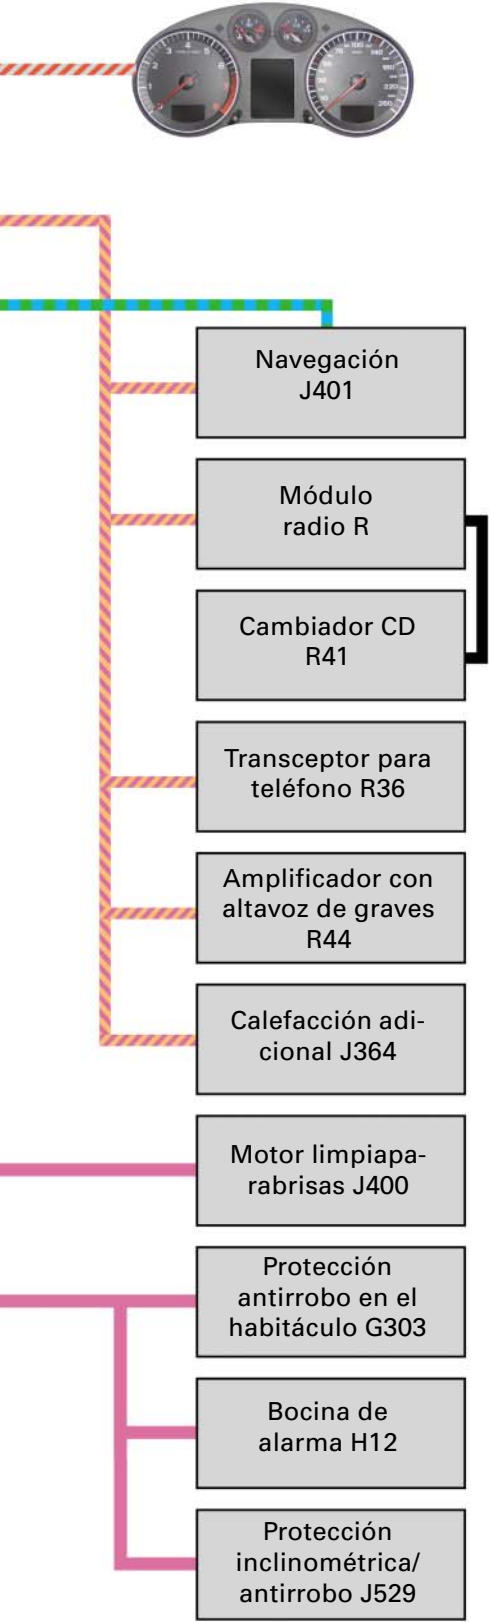 Navegación
J401
Módulo
radio R
Cambiador CD
R41
Transceptor para
teléfono R36
Amplificador con
altavoz de graves
R44
Calefacción adi-
cional J364
Motor limpiapa-
rabrisas J400
Protección
antirrobo en el
habitáculo G303
Bocina de
alarma H12
Protección
inclinométrica/
antirrobo J529